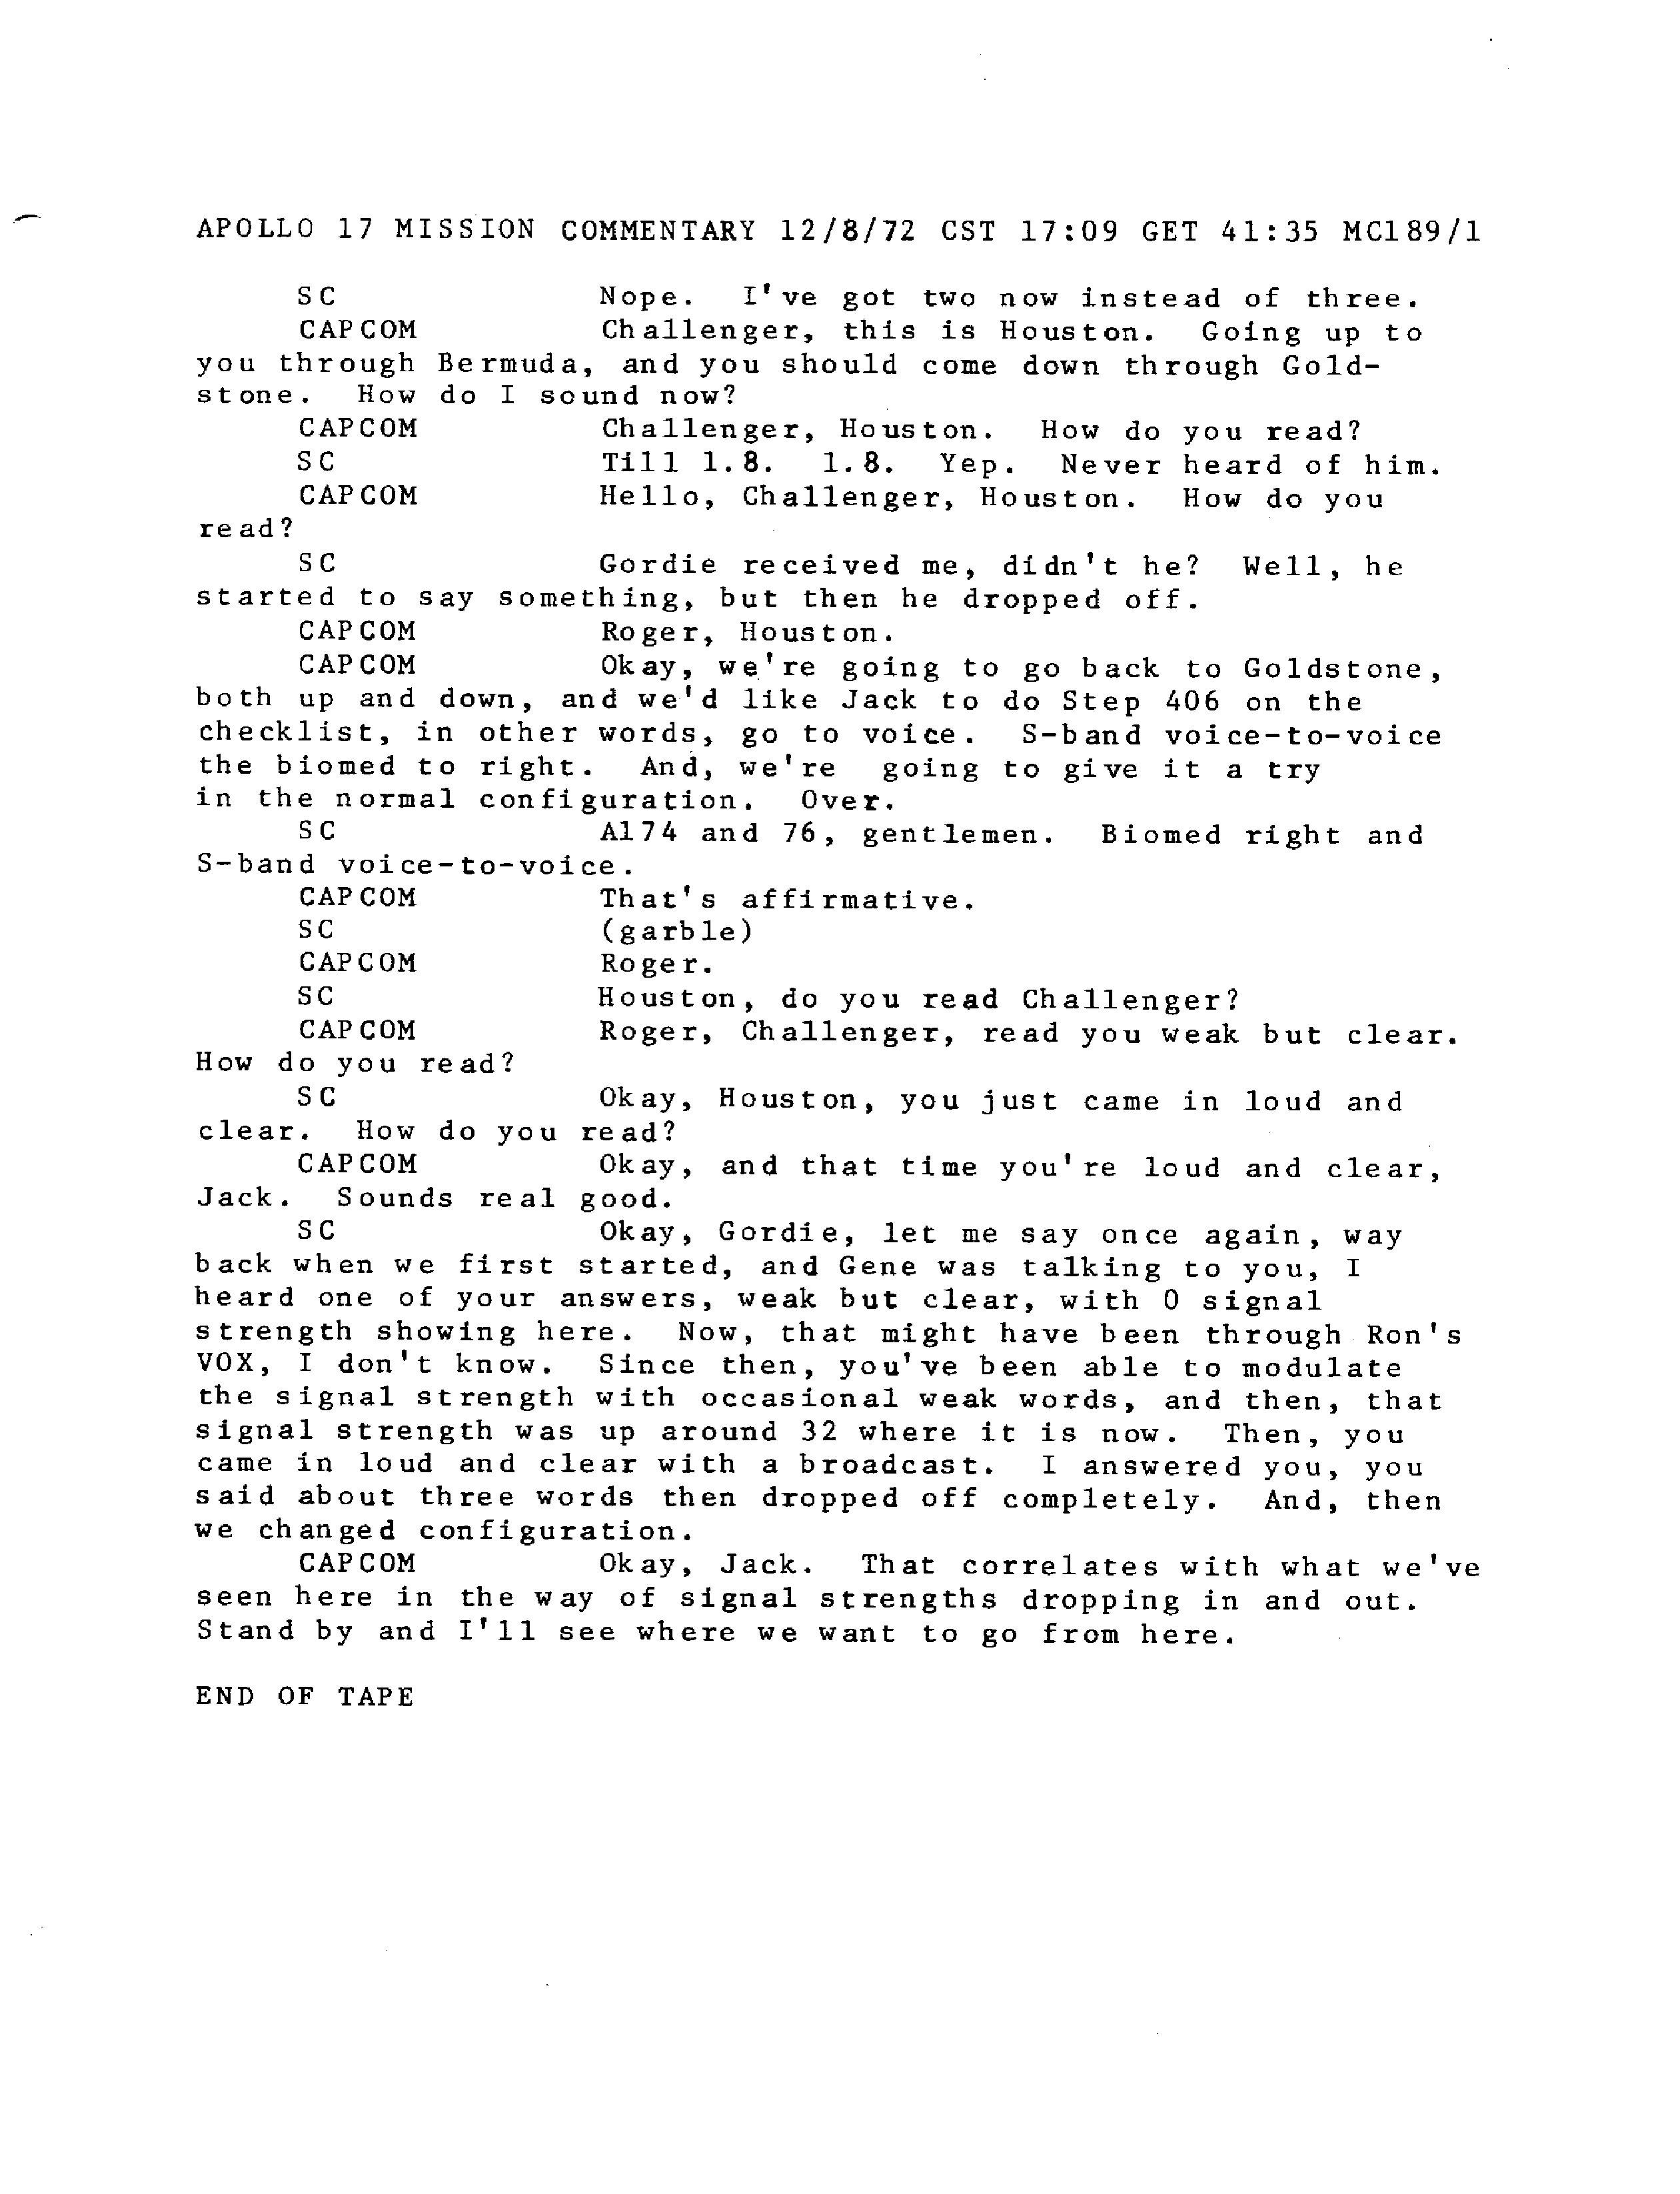 APOLLO 17 MISSION COMMENTARY 12/8/72 CST 17:09 GET 41:35 MC189/1
SC Nope. I've got two now instead of three.
CAPCOM Challenger, this is Houston. Going up to
you through Bermuda, and you should come down through Gold-
stone. How do I sound now?
CAPCOM Challenger, Houston. How do you read?
SC Till 1.8. 1.8. Yep. Never heard of him.
CAPCOM Hello, Challenger, Houston. How do you
read?
SC Gordie received me, didn't he? Well, he
started to say something, but then he dropped off.
CAPCOM Roger, Houston.
CAPCOM Okay, we're going to go back to Goldstone,
both up and down, and we'd like Jack to do Step 406 on the
checklist, in other words, go to voice. S-band voice-to-voice
the biomed to right. And, we're going to give it a try
in the normal configuration. Over.
SC A174 and 76, gentlemen. Biomed right and
S-band voice-to-voice.
CAPCOM That's affirmative.
SC (garble)
CAPCOM Roger.
SC Houston, do you read Challenger?
CAPCOM Roger, Challenger, read you weak but clear.
How do you read?
SC Okay, Houston, you just came in loud and
clear. How do you read?
CAPCOM Okay, and that time you're loud and clear,
Jack. Sounds real good.
SC Okay, Gordie, let me say once again, way
back when we first started, and Gene was talking to you, I
heard one of your answers, weak but clear, with 0 signal
strength showing here. Now, that might have been through Ron's
VOX, I don't know. Since then, you've been able to modulate
the signal strength with occasional weak words, and then, that
signal strength was up around 32 where it is now. Then, you
came in loud and clear with a broadcast. I answered you, you
said about three words then dropped off completely. And, then
we changed configuration.
CAPCOM Okay, Jack. That correlates with what we've
seen here in the way of signal strengths dropping in and out.
Stand by and I'll see where we want to go from here.
END OF TAPE